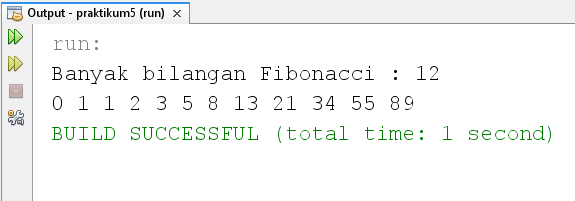 Output - praktikum5 (run) ×
run:
Banyak bilangan Fibonacci : 12
0 1 1 2 3 5 8 13 21 34 55 89
BUILD SUCCESSFUL (total time: 1 second)